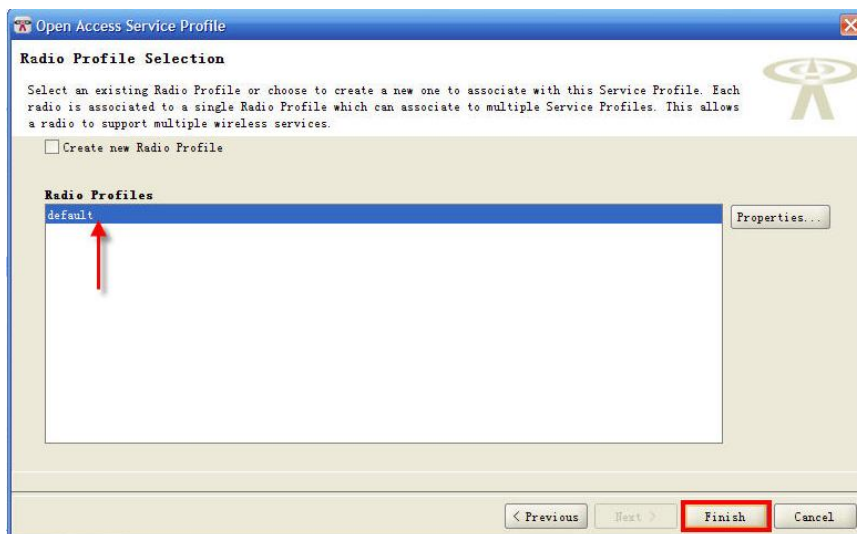 Open Access Service Profile
Radio Profile Selection
Select an existing Radio Profile or choose to create a new one to associate with this Service Profile. Each
radio is associated to a single Radio Profile which can associate to multiple Service Profiles. This allows
a radio to support multiple wireless services.
Create new Radio Profile
Radio Profiles
default
Properties...
< Previous
Next >
Finish
Cancel